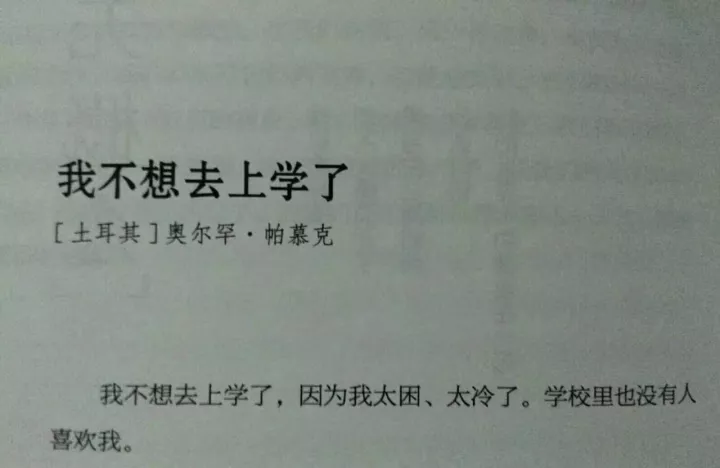 我不想去上学了
[土耳其]奥尔罕·帕慕克
我不想去上学了，因为我太困、太冷了。学校里也没有人
喜欢我。